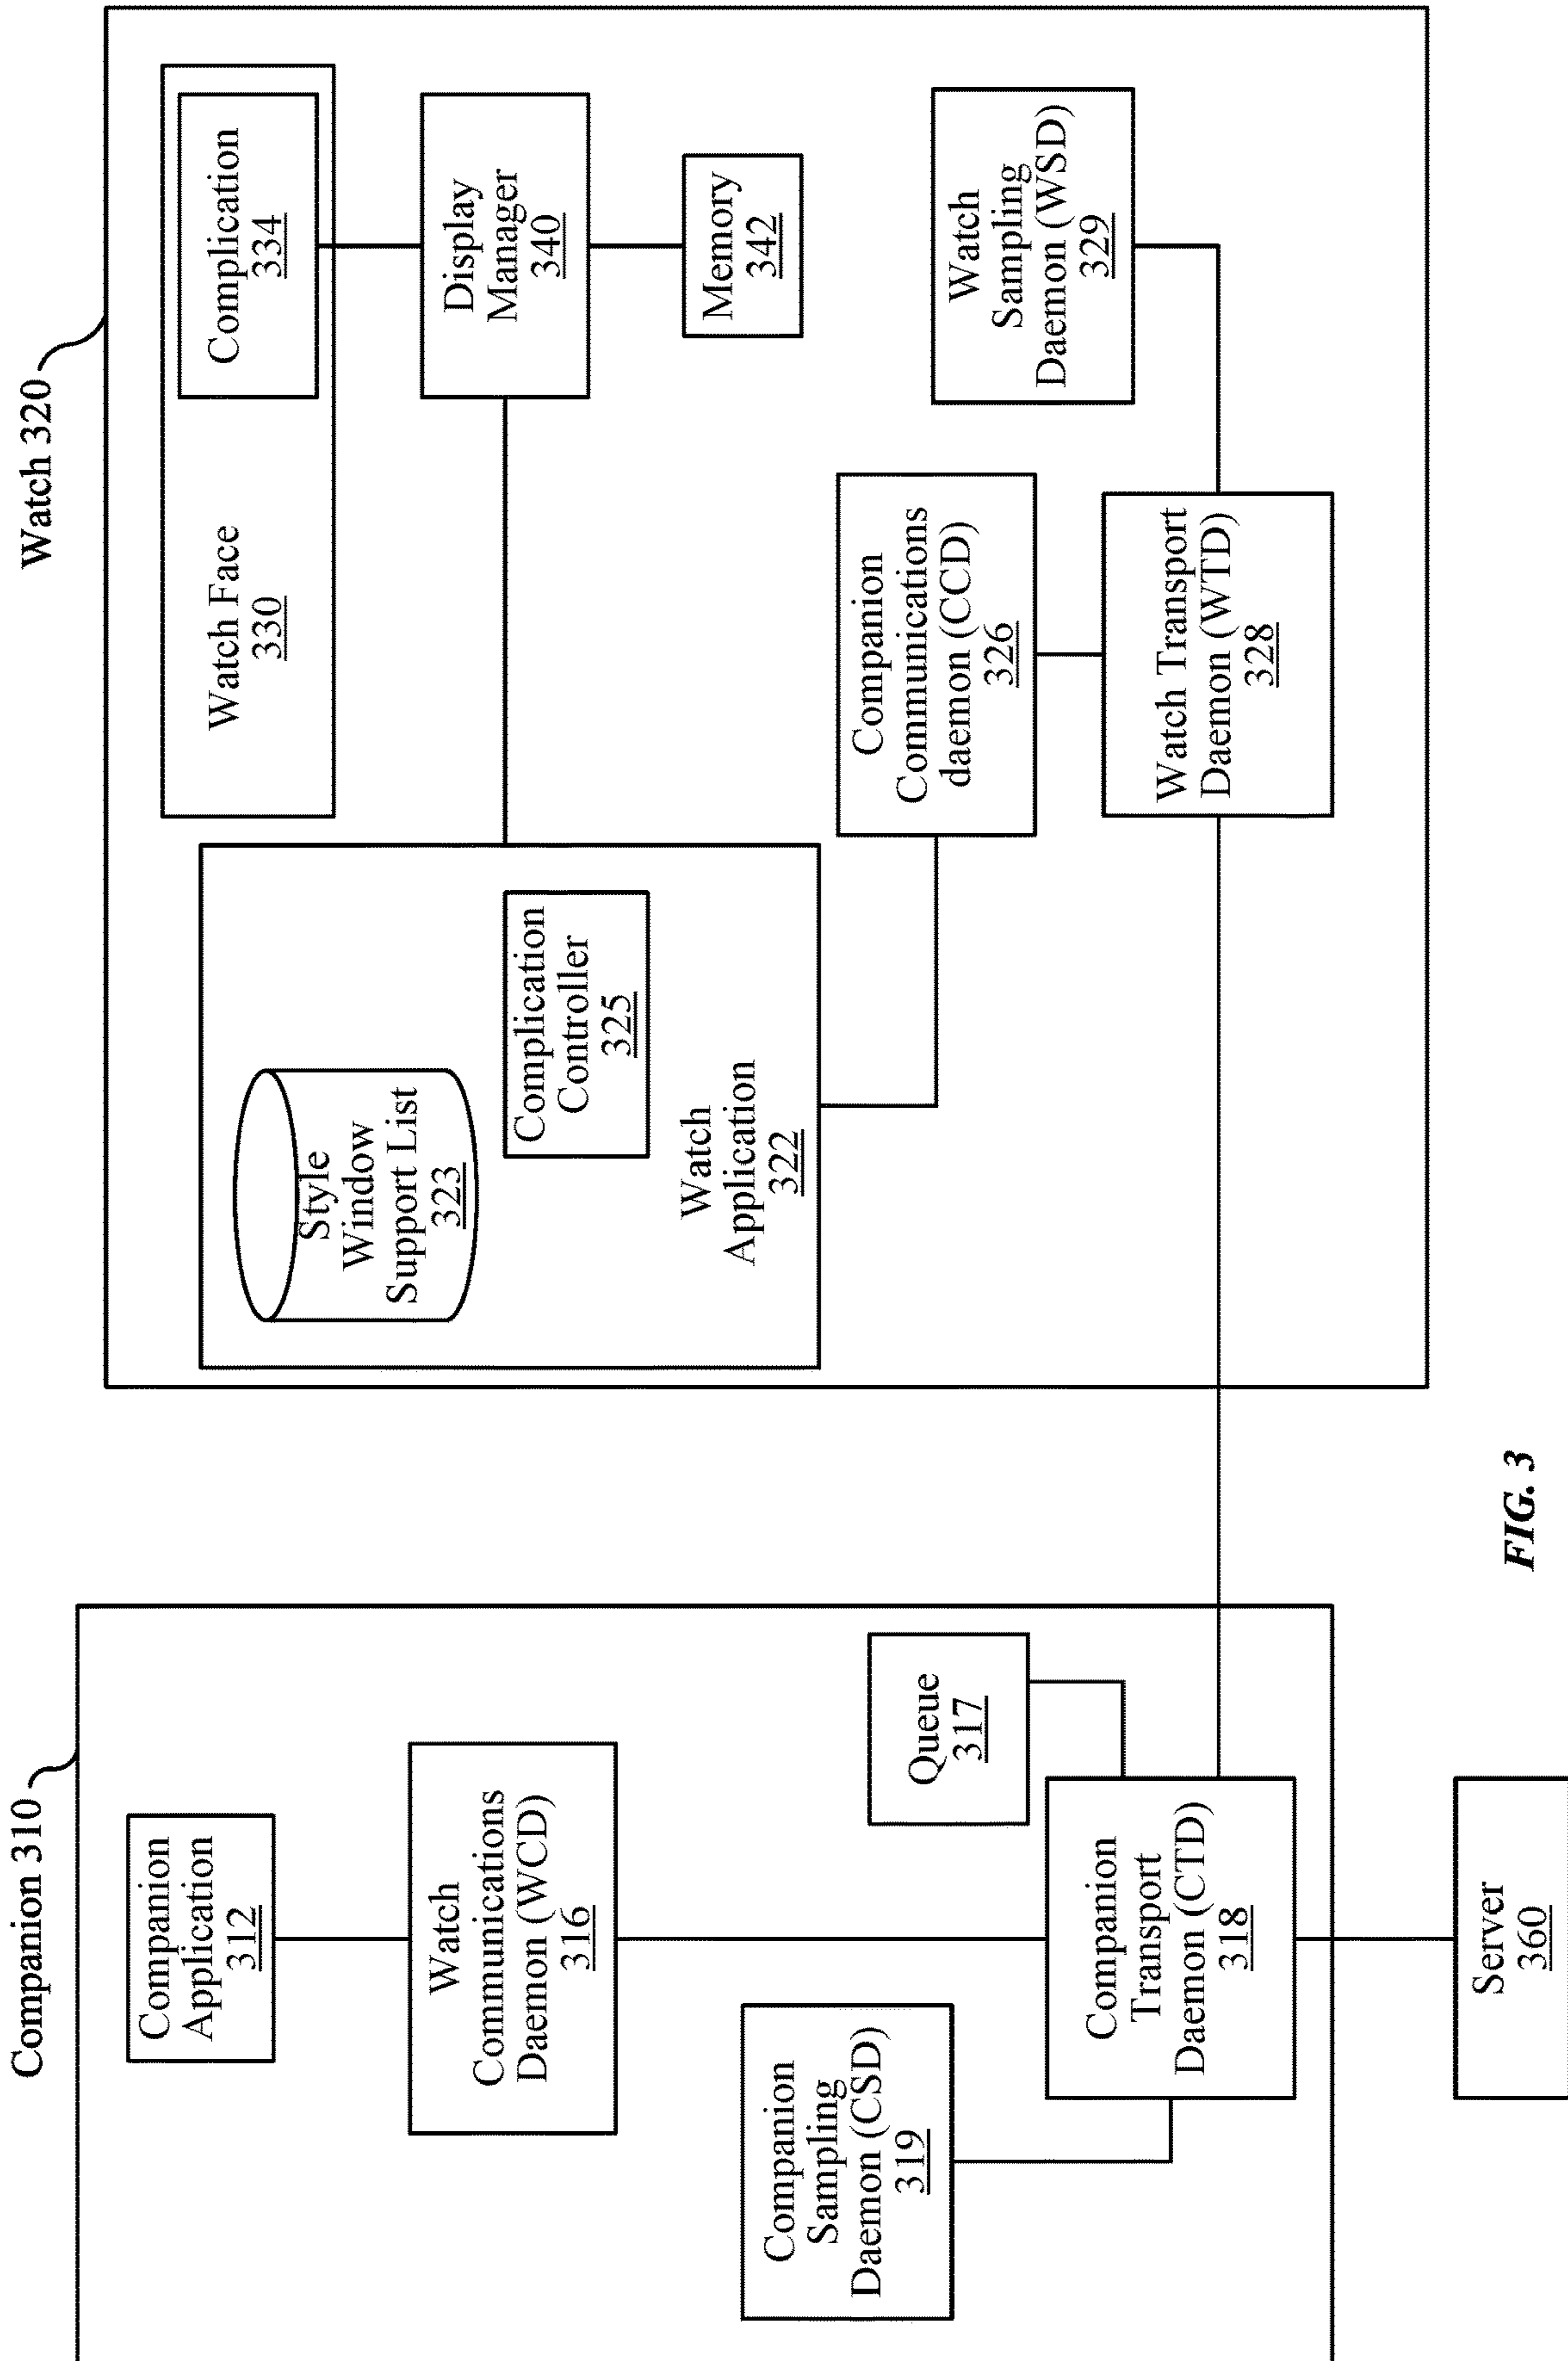 Companion 310
Companion
Application
312
Watch
Communications
Daemon (WCD)
316
Companion
Sampling
Daemon (CSD)
319
Queue
317
Companion
Transport
Daemon (CTD)
318
Server
360
Watch 320
Style
Window
Support List
323
Complication
Controller
325
Watch
Application
322
Watch Face
330
Complication
334
Display
Manager
340
Memory
342
Companion
Communications
daemon (CCD)
326
Watch
Sampling
Daemon (WSD)
329
Watch Transport
Daemon (WTD)
328
FIG. 3